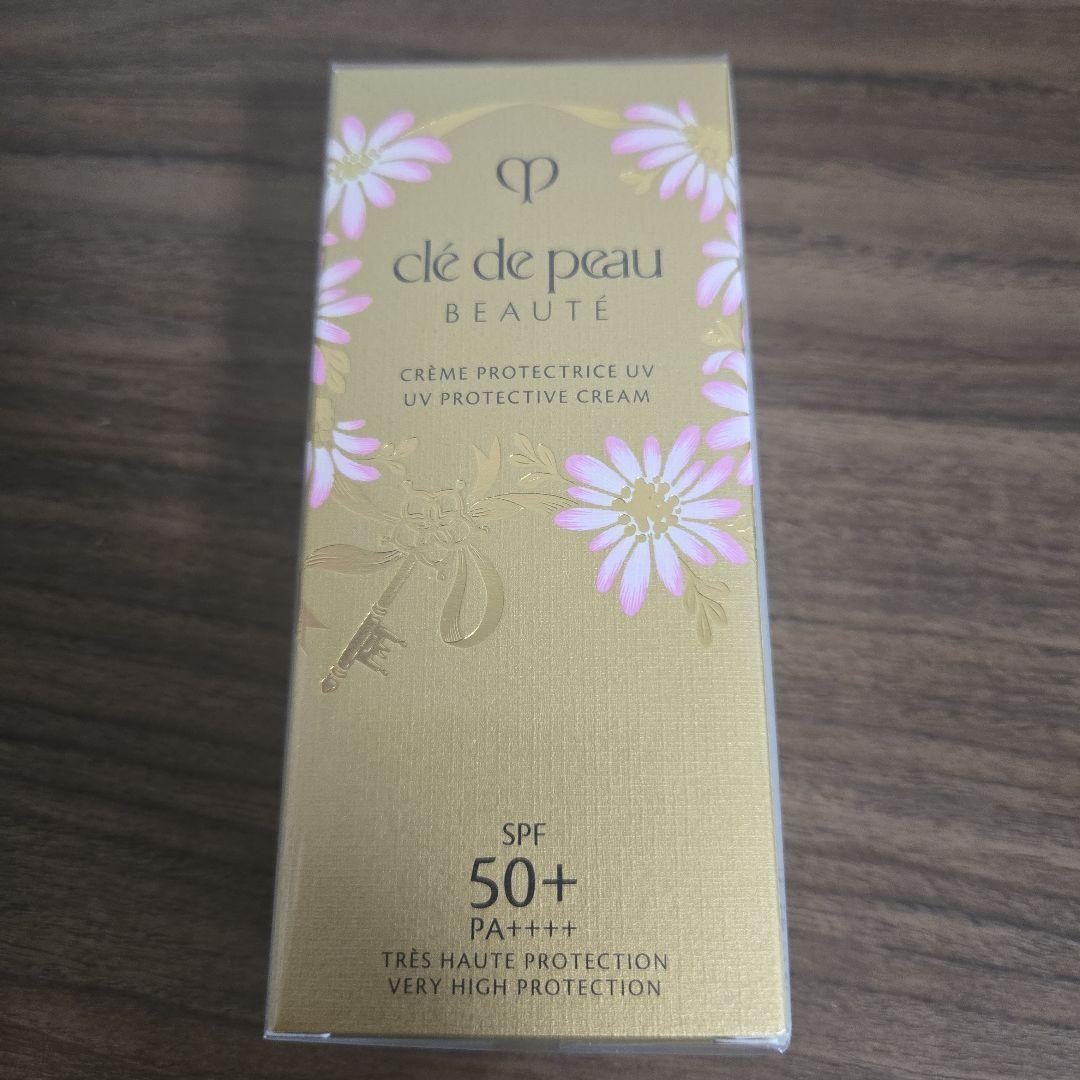 clé de peau
BEAUTÉ
CRÈME PROTECTRICE UV
UV PROTECTIVE CREAM
SPF
50+
PA++++
TRÈS HAUTE PROTECTION
VERY HIGH PROTECTION